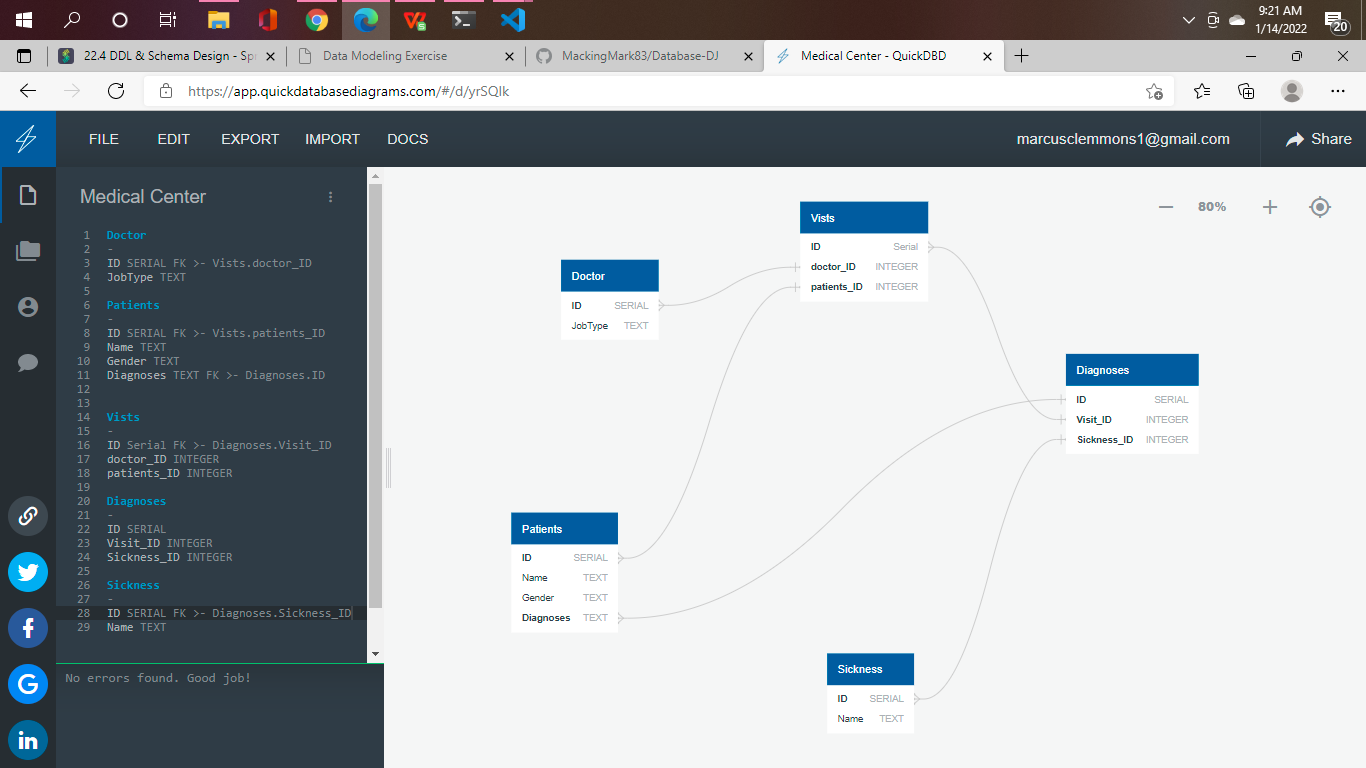 9:21 AM
1/14/2022
20
22.4 DDL & Schema Design - Spr
Data Modeling Exercise
MackingMark83/Database-DJ
Medical Center - QuickDBD
https://app.quickdatabasediagrams.com/#/d/yrSQlk
FILE
EDIT
EXPORT
IMPORT
DOCS
marcusclemmons1@gmail.com
Share
Medical Center
1 Doctor
2 -
3 ID SERIAL FK >- Vists.doctor_ID
4 JobType TEXT
5
6 Patients
7 -
8 ID SERIAL FK >- Vists.patients_ID
9 Name TEXT
10 Gender TEXT
11 Diagnoses TEXT FK >- Diagnoses.ID
12
13
14 Vists
15 -
16 ID Serial FK >- Diagnoses.Visit_ID
17 doctor_ID INTEGER
18 patients_ID INTEGER
19
20 Diagnoses
21 -
22 ID SERIAL
23 Visit_ID INTEGER
24 Sickness_ID INTEGER
25
26 Sickness
27 -
28 ID SERIAL FK >- Diagnoses.Sickness_ID
29 Name TEXT
No errors found. Good job!
80%
Vists
ID Serial
doctor_ID INTEGER
patients_ID INTEGER
Doctor
ID SERIAL
JobType TEXT
Diagnoses
ID SERIAL
Visit_ID INTEGER
Sickness_ID INTEGER
Patients
ID SERIAL
Name TEXT
Gender TEXT
Diagnoses TEXT
Sickness
ID SERIAL
Name TEXT